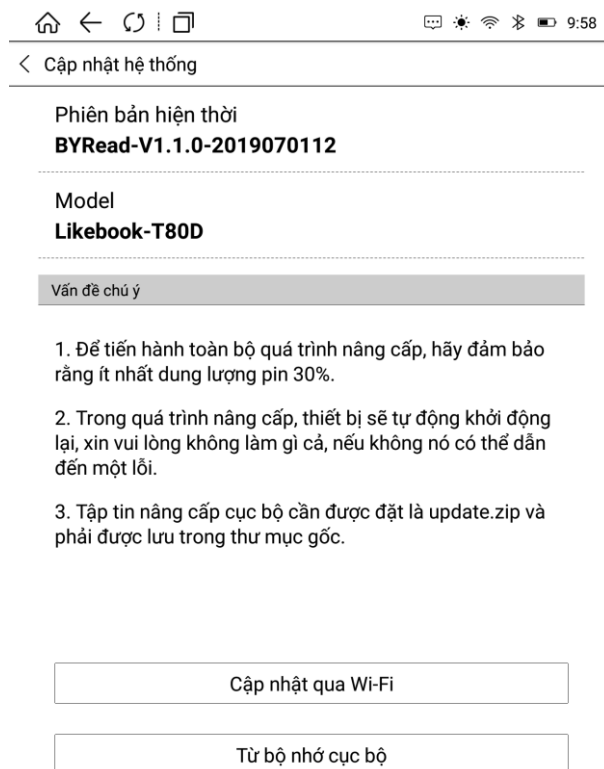 9:58
Cập nhật hệ thống
Phiên bản hiện thời
BYRead-V1.1.0-2019070112
Model
Likebook-T80D
Vấn đề chú ý
1. Để tiến hành toàn bộ quá trình nâng cấp, hãy đảm bảo
rằng ít nhất dung lượng pin 30%.
2. Trong quá trình nâng cấp, thiết bị sẽ tự động khởi động
lại, xin vui lòng không làm gì cả, nếu không nó có thể dẫn
đến một lỗi.
3. Tập tin nâng cấp cục bộ cần được đặt là update.zip và
phải được lưu trong thư mục gốc.
Cập nhật qua Wi-Fi
Từ bộ nhớ cục bộ